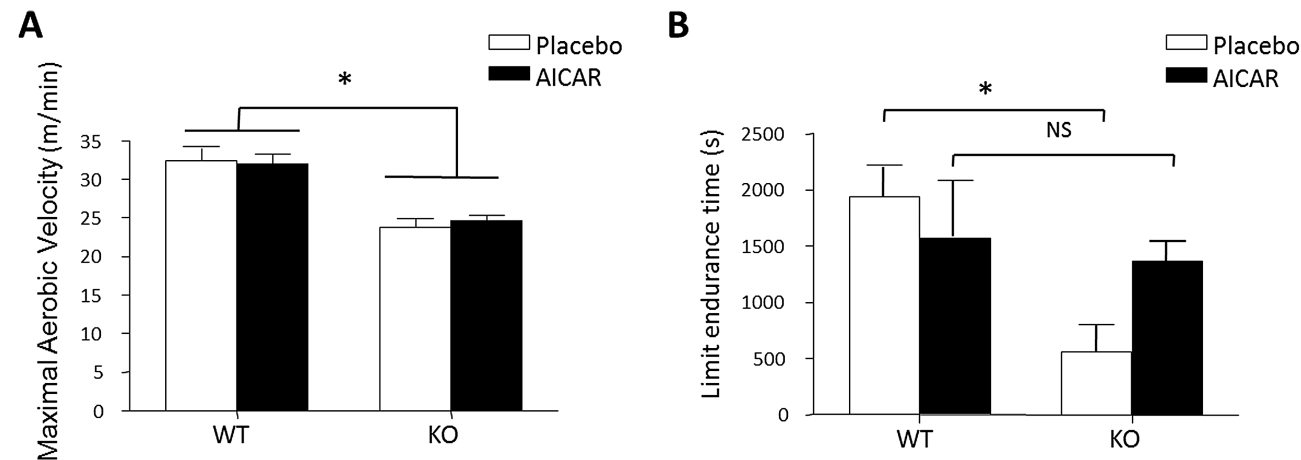 A
Placebo
AICAR
*
Maximal Aerobic Velocity (m/min)
35
30
25
20
15
10
5
0
WT
KO
B
Placebo
AICAR
*
NS
Limit endurance time (s)
2500
2000
1500
1000
500
0
WT
KO